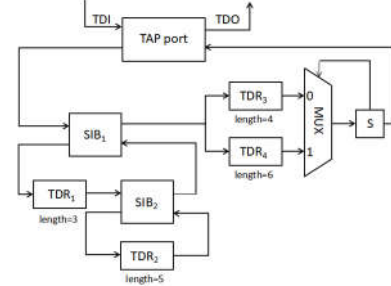 TDI TDO
TAP port
SIB₁
TDR₃ 0
length=4
MUX
S
TDR₄ 1
length=6
TDR₁
length=3
SIB₂
TDR₂
length=5